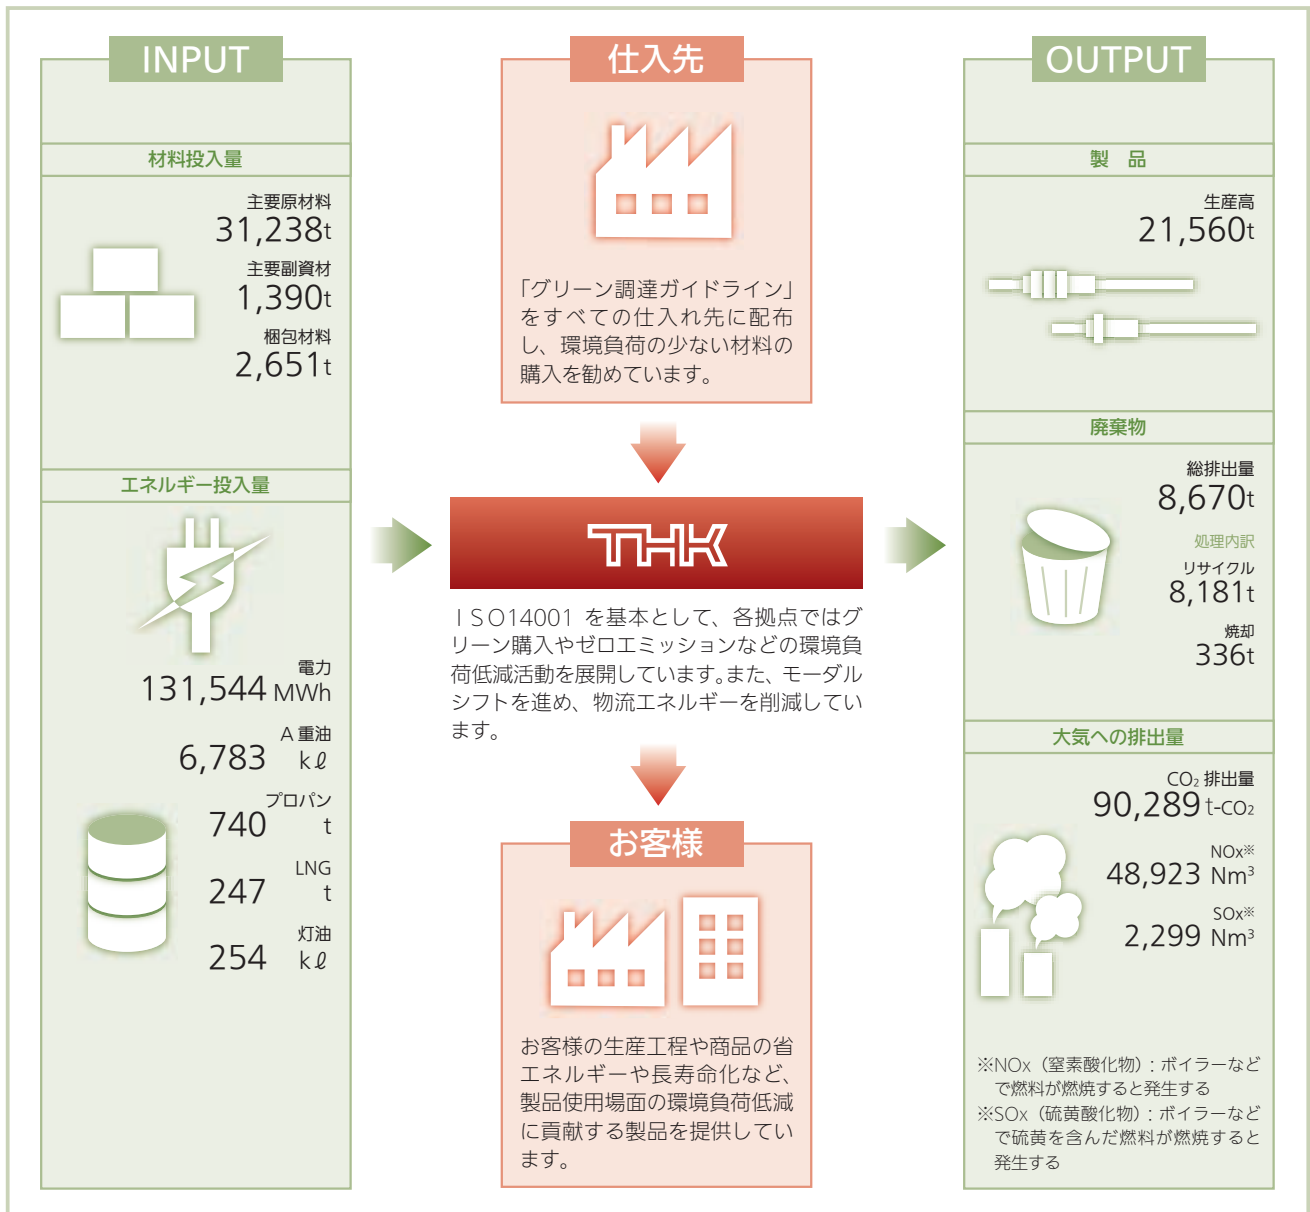 INPUT
材料投入量
主要原材料
31,238t
主要副資材
1,390t
梱包材料
2,651t
エネルギー投入量
電力
131,544 MWh
A 重油
6,783 kℓ
プロパン
740 t
LNG
247 t
灯油
254 kℓ
仕入先
「グリーン調達ガイドライン」
をすべての仕入れ先に配布
し、環境負荷の少ない材料の
購入を勧めています。
THK
ISO14001 を基本として、各拠点ではグ
リーン購入やゼロエミッションなどの環境負
荷低減活動を展開しています。また、モーダル
シフトを進め、物流エネルギーを削減してい
ます。
お客様
お客様の生産工程や商品の省
エネルギーや長寿命化など、
製品使用場面の環境負荷低減
に貢献する製品を提供してい
ます。
OUTPUT
製 品
生産高
21,560t
廃棄物
総排出量
8,670t
処理内訳
リサイクル
8,181t
焼却
336t
大気への排出量
CO₂ 排出量
90,289 t-CO₂
NOx※
48,923 Nm³
SOx※
2,299 Nm³
※NOx(窒素酸化物):ボイラーなど
で燃料が燃焼すると発生する
※SOx(硫黄酸化物):ボイラーなど
で硫黄を含んだ燃料が燃焼すると
発生する